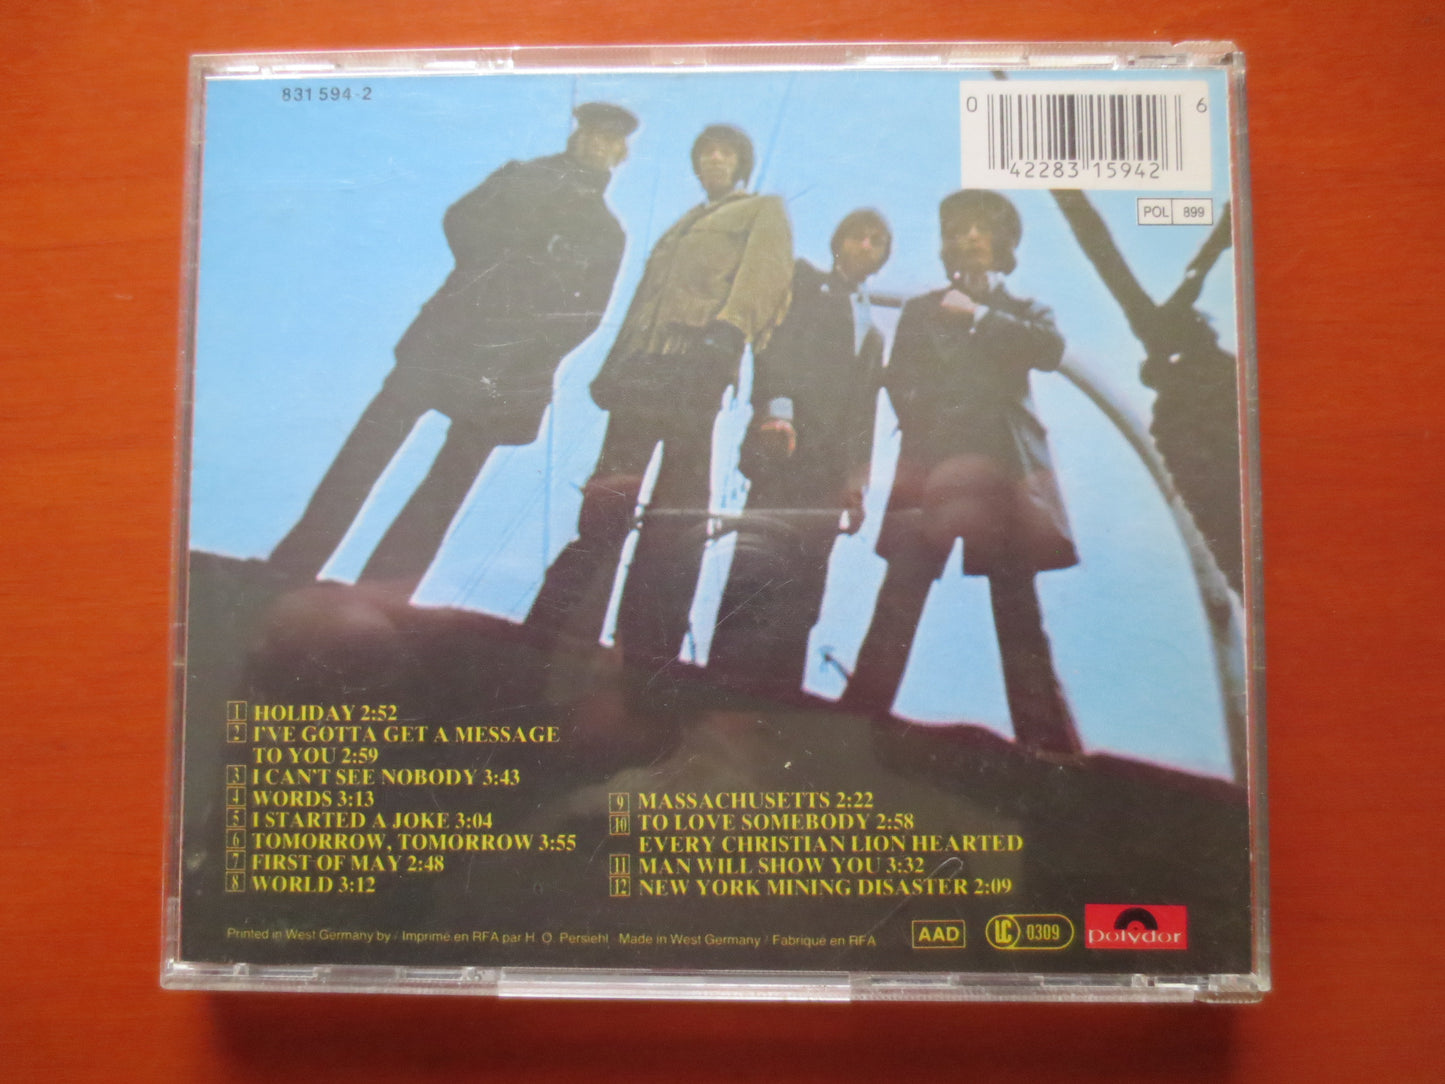 831 594-2
0 42283 15942 6
POL 899
1 HOLIDAY 2:52
2 I'VE GOTTA GET A MESSAGE
TO YOU 2:59
3 I CAN'T SEE NOBODY 3:43
4 WORDS 3:13
5 I STARTED A JOKE 3:04
6 TOMORROW, TOMORROW 3:55
7 FIRST OF MAY 2:48
8 WORLD 3:12
9 MASSACHUSETTS 2:22
10 TO LOVE SOMEBODY 2:58
EVERY CHRISTIAN LION HEARTED
11 MAN WILL SHOW YOU 3:32
12 NEW YORK MINING DISASTER 2:09
Printed in West Germany by / Imprimé en RFA par H. O. Persiehl. Made in West Germany / Fabriqué en RFA
AAD
LC 0309
polydor